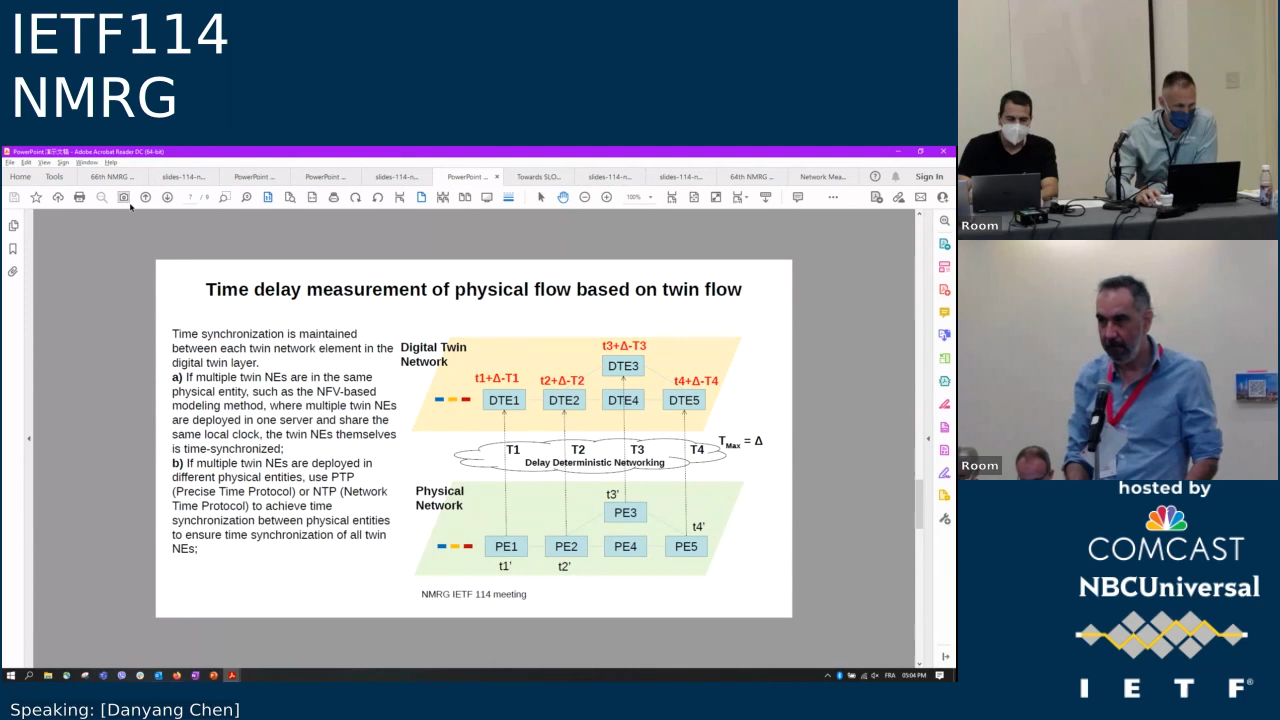 IETF114
NMRG
PowerPoint 演示文稿 - Adobe Acrobat Reader DC (64-bit)
File Edit View Sign Window Help
Home Tools 66th NMRG ... slides-114-n... PowerPoint ... PowerPoint ... slides-114-n... PowerPoint ... × Towards SLO... slides-114-n... slides-114-n... 64th NMRG ... Network Mea... Sign In
7 / 9 100%
Time delay measurement of physical flow based on twin flow
Time synchronization is maintained
between each twin network element in the
digital twin layer.
a) If multiple twin NEs are in the same
physical entity, such as the NFV-based
modeling method, where multiple twin NEs
are deployed in one server and share the
same local clock, the twin NEs themselves
is time-synchronized;
b) If multiple twin NEs are deployed in
different physical entities, use PTP
(Precise Time Protocol) or NTP (Network
Time Protocol) to achieve time
synchronization between physical entities
to ensure time synchronization of all twin
NEs;
Digital Twin
Network
t3+Δ-T3
DTE3
t1+Δ-T1 t2+Δ-T2 t4+Δ-T4
DTE1 DTE2 DTE4 DTE5
TMax = Δ
T1 T2 T3 T4
Delay Deterministic Networking
Physical
Network
t3'
PE3
t4'
PE1 PE2 PE4 PE5
t1' t2'
NMRG IETF 114 meeting
FRA 05:04 PM
Room
Room
hosted by
COMCAST
NBCUniversal
I E T F®
Speaking: [Danyang Chen]